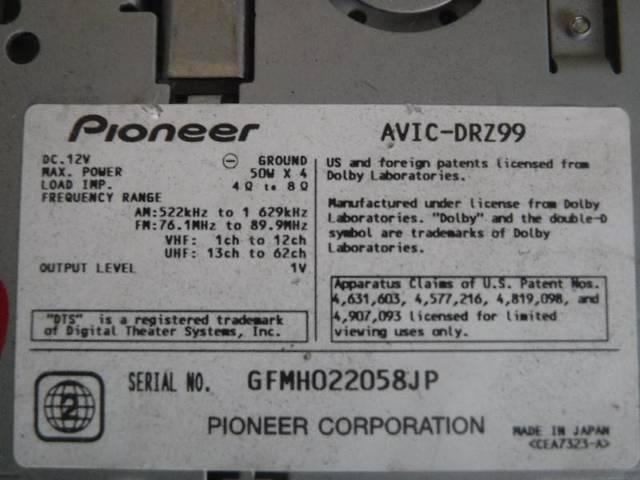 Pioneer
AVIC-DRZ99
DC.12V ⊖ GROUND
MAX. POWER 50W X 4
LOAD IMP. 4Ω to 8Ω
FREQUENCY RANGE
AM:522kHz to 1 629kHz
FM:76.1MHz to 89.9MHz
VHF: 1ch to 12ch
UHF: 13ch to 62ch
OUTPUT LEVEL 1V
"DTS" is a registered trademark
of Digital Theater Systems, Inc.
US and foreign patents licensed from
Dolby Laboratories.
Manufactured under license from Dolby
Laboratories. "Dolby" and the double-D
symbol are trademarks of Dolby
Laboratories.
Apparatus Claims of U.S. Patent Nos.
4,631,603, 4,577,216, 4,819,098, and
4,907,093 licensed for limited
viewing uses only.
2
SERIAL NO. GFMH022058JP
PIONEER CORPORATION
MADE IN JAPAN
<CEA7323-A>